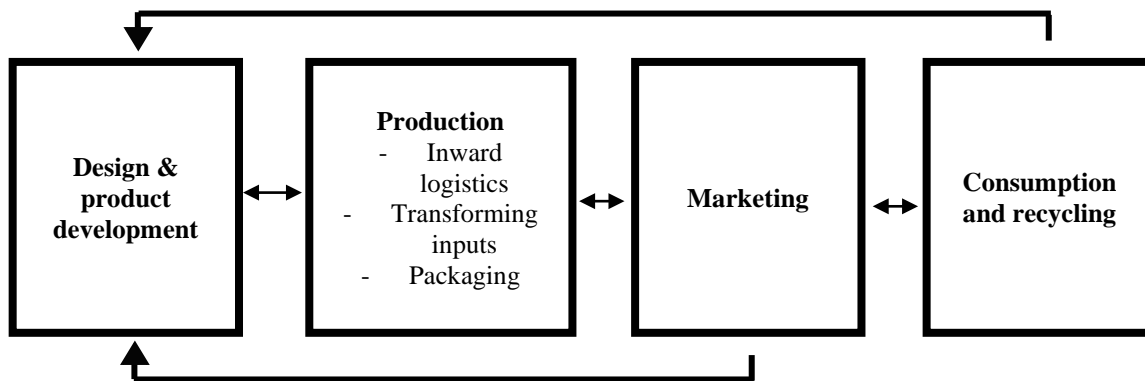 Design &
product
development
Production
- Inward
logistics
- Transforming
inputs
- Packaging
Marketing
Consumption
and recycling